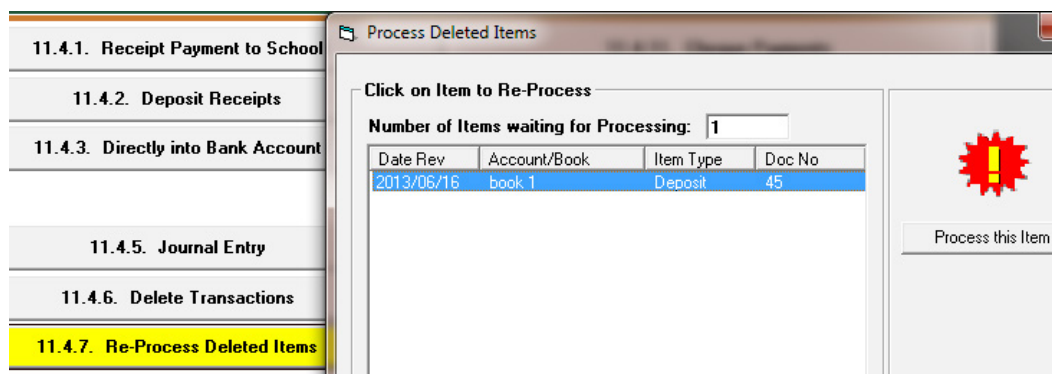 11.4.1. Receipt Payment to School
11.4.2. Deposit Receipts
11.4.3. Directly into Bank Account
11.4.5. Journal Entry
11.4.6. Delete Transactions
11.4.7. Re-Process Deleted Items
Process Deleted Items
Click on Item to Re-Process
Number of Items waiting for Processing: 1
Date Rev Account/Book Item Type Doc No
2013/06/16 book 1 Deposit 45
Process this Item